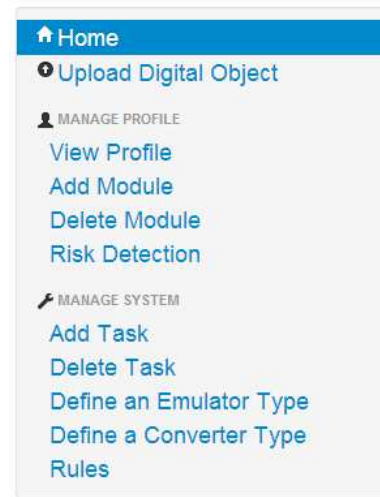 Home
Upload Digital Object
MANAGE PROFILE
View Profile
Add Module
Delete Module
Risk Detection
MANAGE SYSTEM
Add Task
Delete Task
Define an Emulator Type
Define a Converter Type
Rules